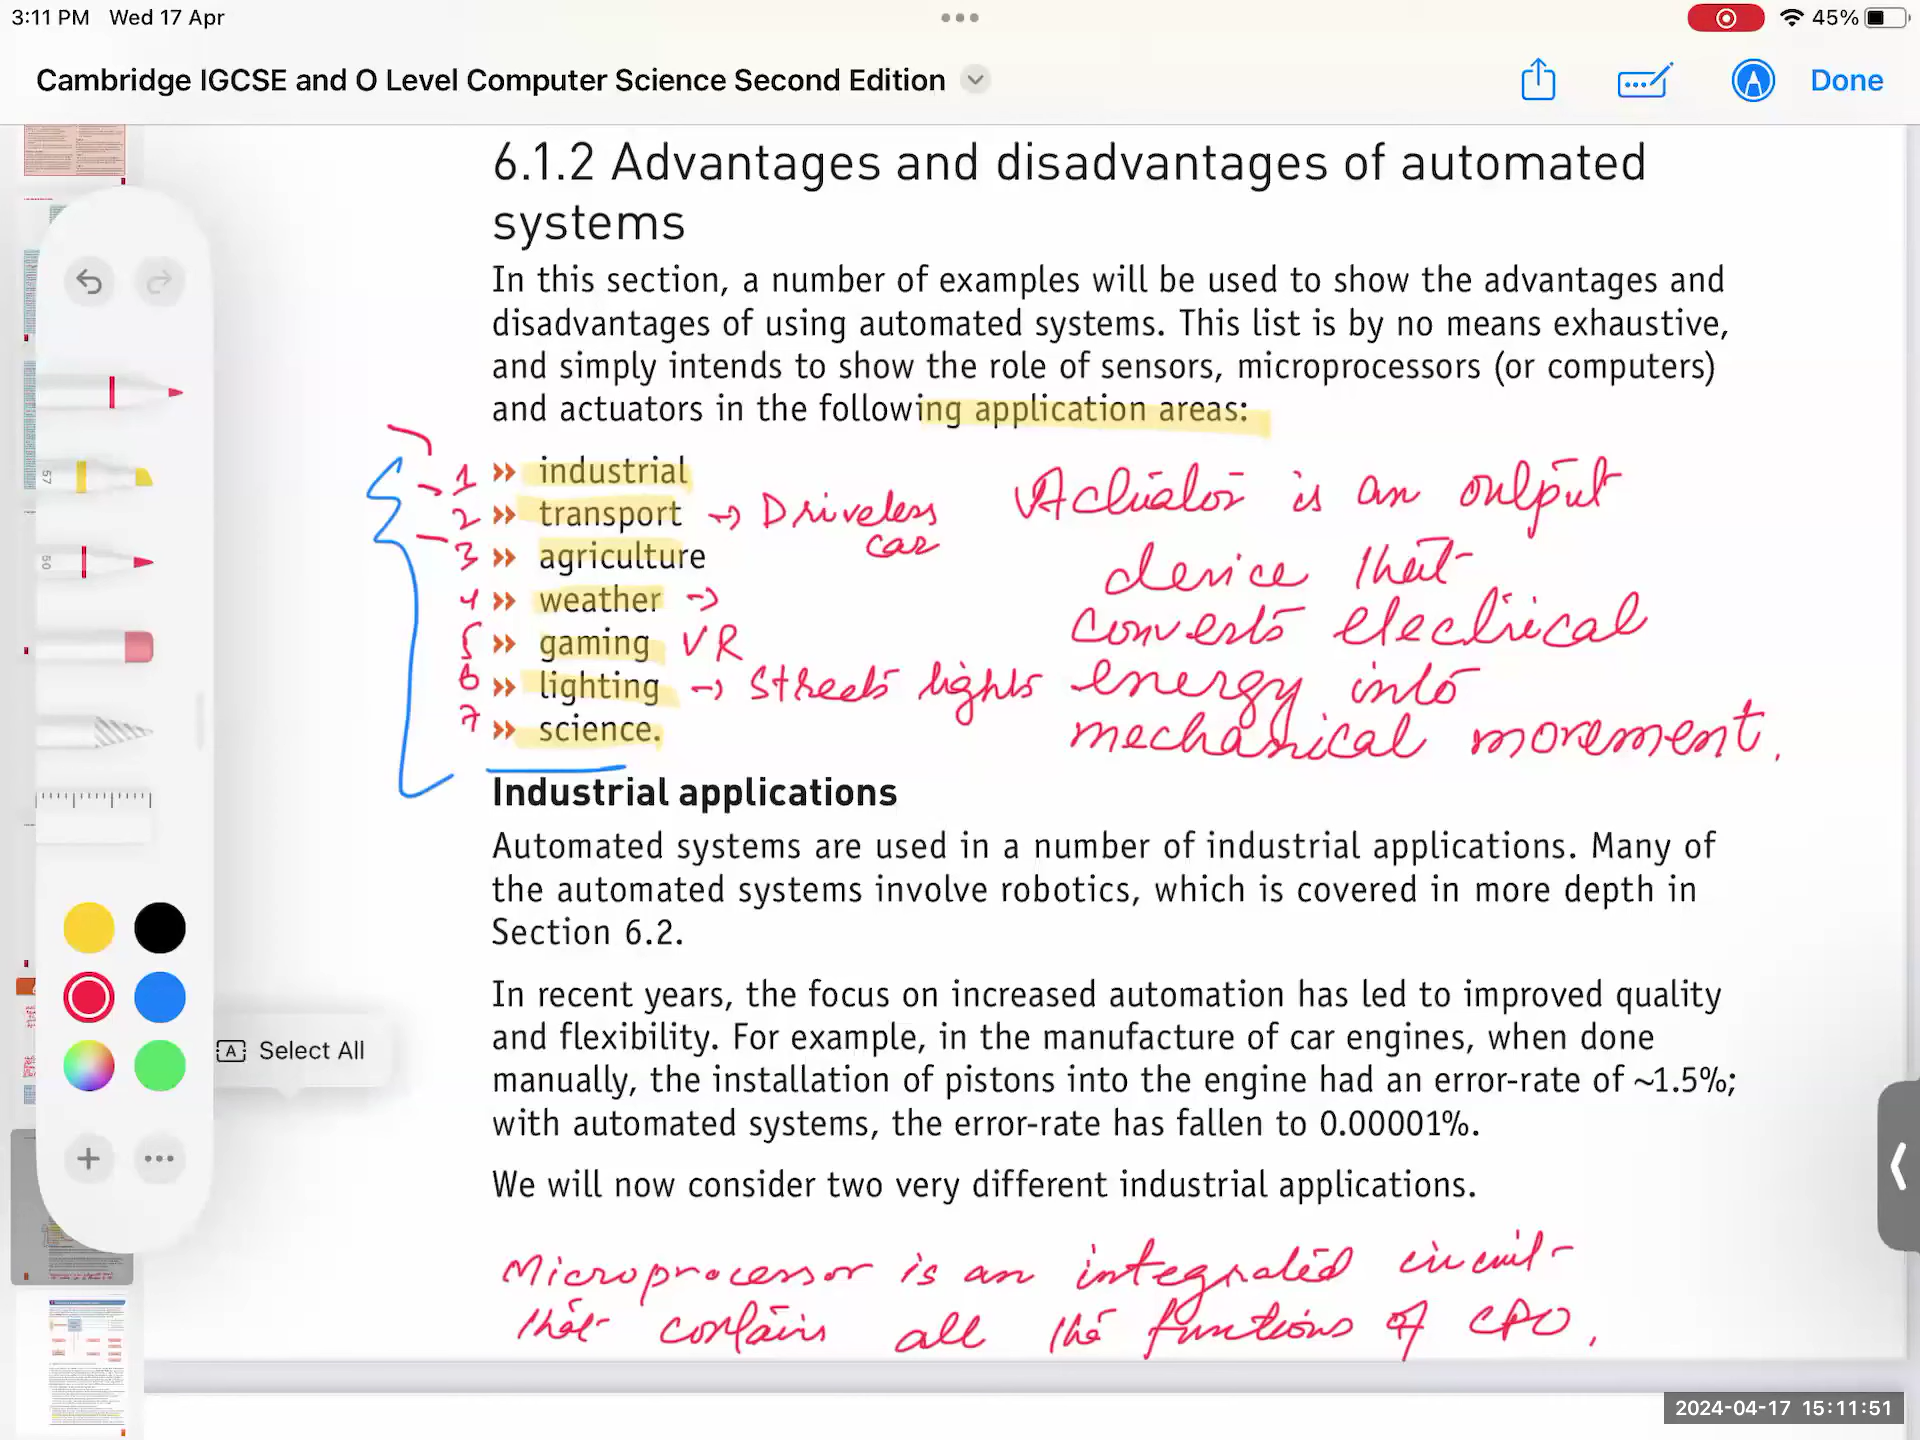 3:11 PM Wed 17 Apr
45%
Cambridge IGCSE and O Level Computer Science Second Edition
Done
6.1.2 Advantages and disadvantages of automated
systems
In this section, a number of examples will be used to show the advantages and
disadvantages of using automated systems. This list is by no means exhaustive,
and simply intends to show the role of sensors, microprocessors (or computers)
and actuators in the following application areas:
1 » industrial
2 » transport → Driveless
car
3 » agriculture
4 » weather →
5 » gaming VR
6 » lighting → Streets lights
7 » science.
Actuator is an output
device that
converts electrical
energy into
mechanical movement.
Industrial applications
Automated systems are used in a number of industrial applications. Many of
the automated systems involve robotics, which is covered in more depth in
Section 6.2.
In recent years, the focus on increased automation has led to improved quality
and flexibility. For example, in the manufacture of car engines, when done
manually, the installation of pistons into the engine had an error-rate of ~1.5%;
with automated systems, the error-rate has fallen to 0.00001%.
We will now consider two very different industrial applications.
Microprocessor is an integrated circuit
that contains all the functions of CPU.
57
50
A Select All
2024-04-17 15:11:51